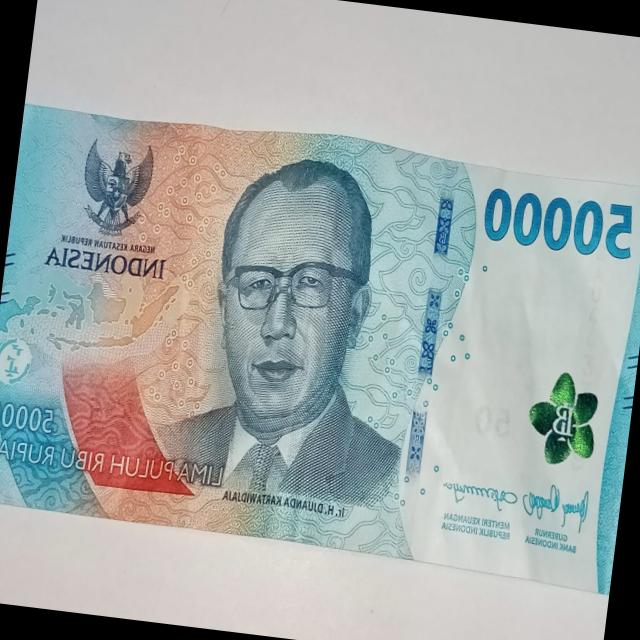 50000
NEGARA KESATUAN REPUBLIK
INDONESIA
5000
LIMA PULUH RIBU RUPIA
Ir. H. DJUANDA KARTAWIDJAJA
GUBERNUR
BANK INDONESIA
MENTERI KEUANGAN
REPUBLIK INDONESIA